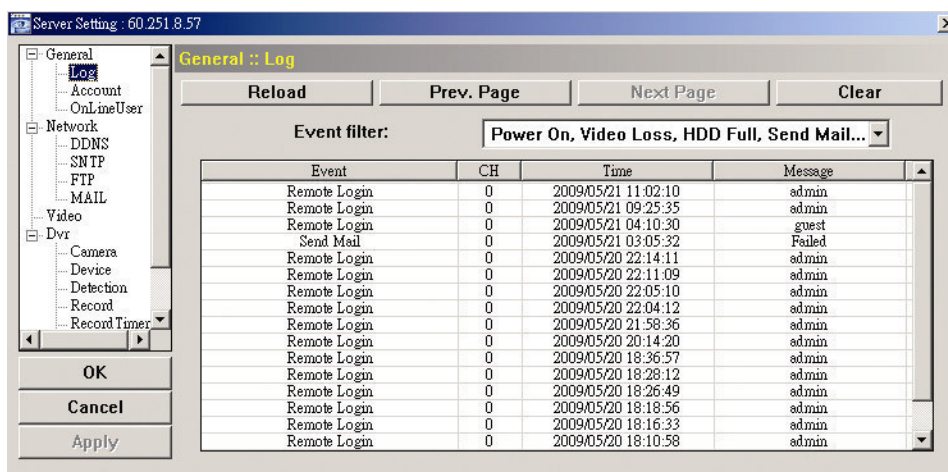 Server Setting : 60.251.8.57
General
Log
Account
OnLineUser
Network
DDNS
SNTP
FTP
MAIL
Video
Dvr
Camera
Device
Detection
Record
RecordTimer
OK
Cancel
Apply
General :: Log
Reload Prev. Page Next Page Clear
Event filter: Power On, Video Loss, HDD Full, Send Mail...
Event CH Time Message
Remote Login 0 2009/05/21 11:02:10 admin
Remote Login 0 2009/05/21 09:25:35 admin
Remote Login 0 2009/05/21 04:10:30 guest
Send Mail 0 2009/05/21 03:05:32 Failed
Remote Login 0 2009/05/20 22:14:11 admin
Remote Login 0 2009/05/20 22:11:09 admin
Remote Login 0 2009/05/20 22:05:10 admin
Remote Login 0 2009/05/20 22:04:12 admin
Remote Login 0 2009/05/20 21:58:36 admin
Remote Login 0 2009/05/20 20:14:20 admin
Remote Login 0 2009/05/20 18:36:57 admin
Remote Login 0 2009/05/20 18:28:12 admin
Remote Login 0 2009/05/20 18:26:49 admin
Remote Login 0 2009/05/20 18:18:56 admin
Remote Login 0 2009/05/20 18:16:33 admin
Remote Login 0 2009/05/20 18:10:58 admin